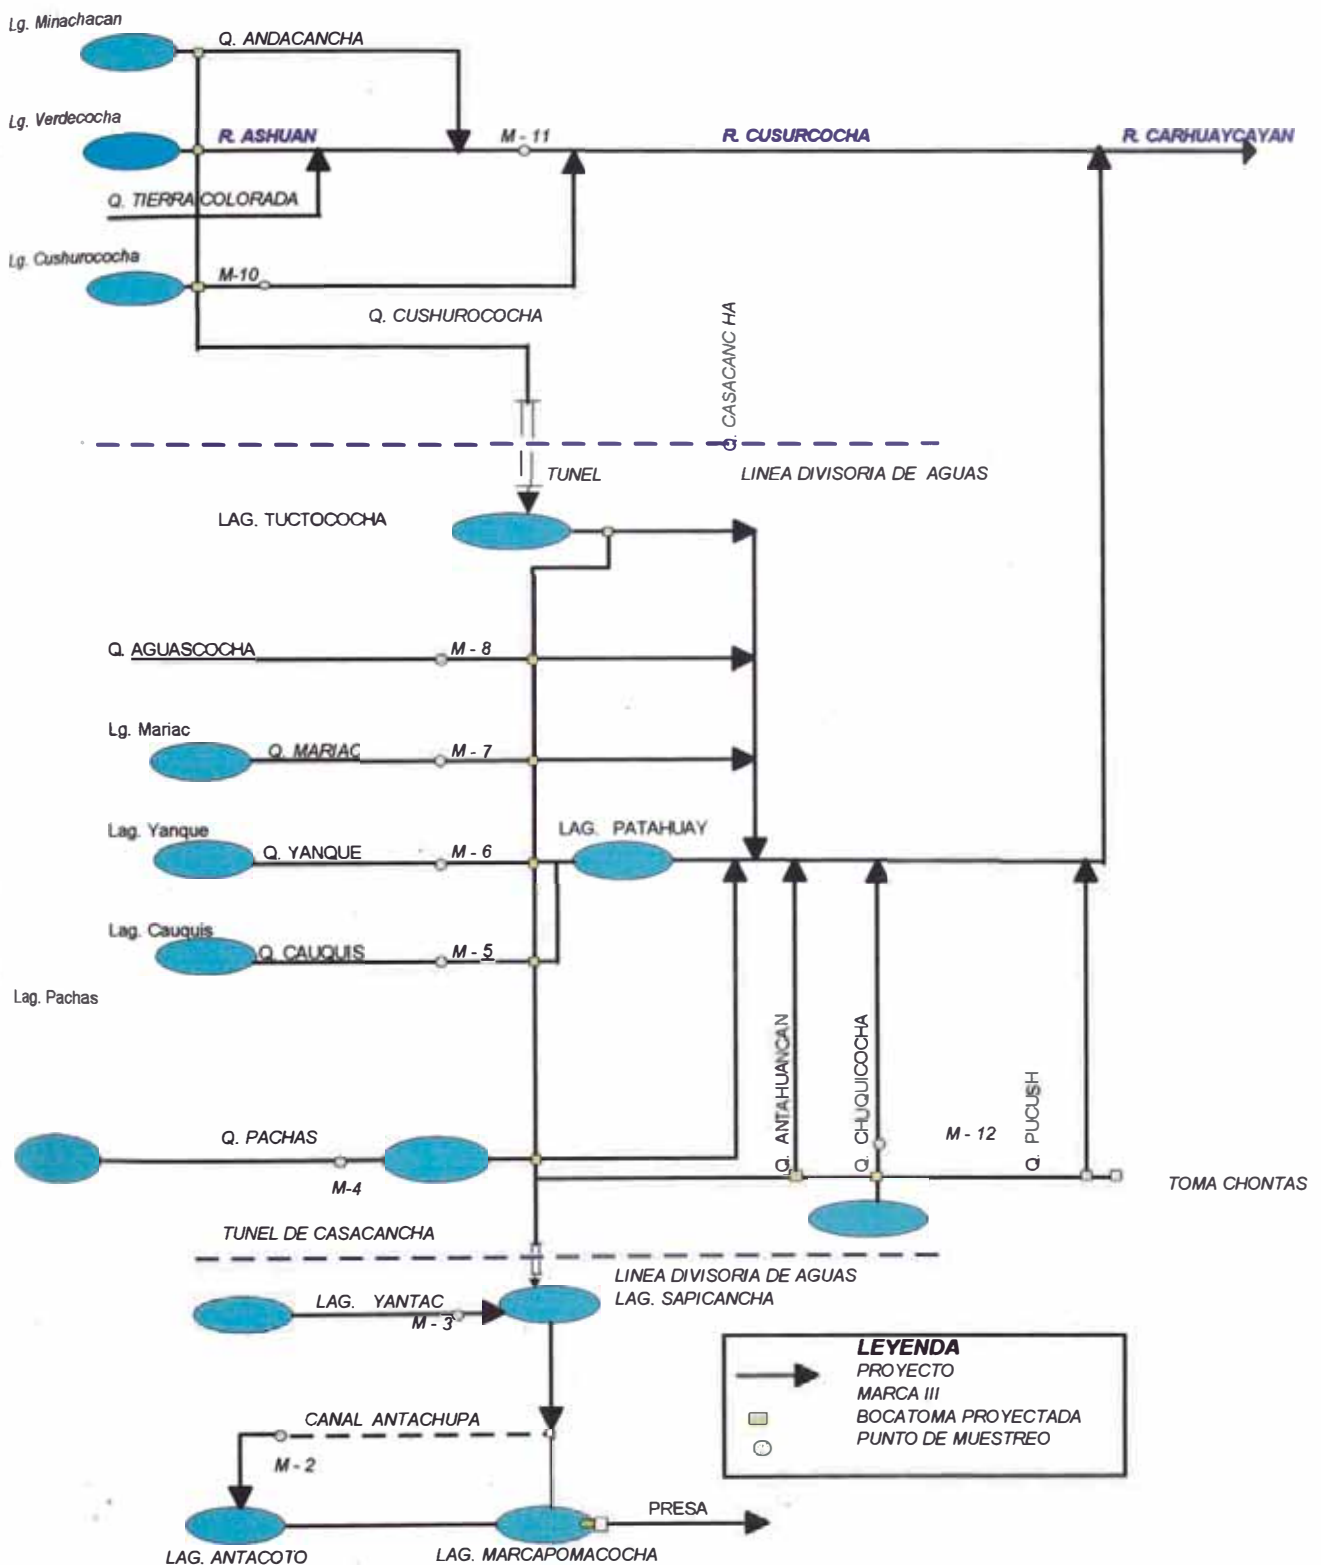 Lg. Minachacan
Q. ANDACANCHA
Lg. Verdecocha
R. ASHUAN
M - 11
R. CUSURCOCHA
R. CARHUAYCAYAN
Q. TIERRA COLORADA
Lg. Cushurococha
M-10
Q. CUSHUROCOCHA
Q. CASACANC HA
TUNEL
LINEA DIVISORIA DE AGUAS
LAG. TUCTOCOCHA
Q. AGUASCOCHA
M - 8
Lg. Mariac
Q. MARIAC
M - 7
Lag. Yanque
Q. YANQUE
M - 6
LAG. PATAHUAY
Lag. Cauquis
Q. CAUQUIS
M - 5
Lag. Pachas
Q. ANTAHUANCAN
Q. CHUQUICOCHA
Q. PUCUSH
Q. PACHAS
M - 12
M-4
TOMA CHONTAS
TUNEL DE CASACANCHA
LINEA DIVISORIA DE AGUAS
LAG. SAPICANCHA
LAG. YANTAC
M - 3
LEYENDA
PROYECTO
MARCA III
BOCATOMA PROYECTADA
PUNTO DE MUESTREO
CANAL ANTACHUPA
M - 2
PRESA
LAG. ANTACOTO
LAG. MARCAPOMACOCHA